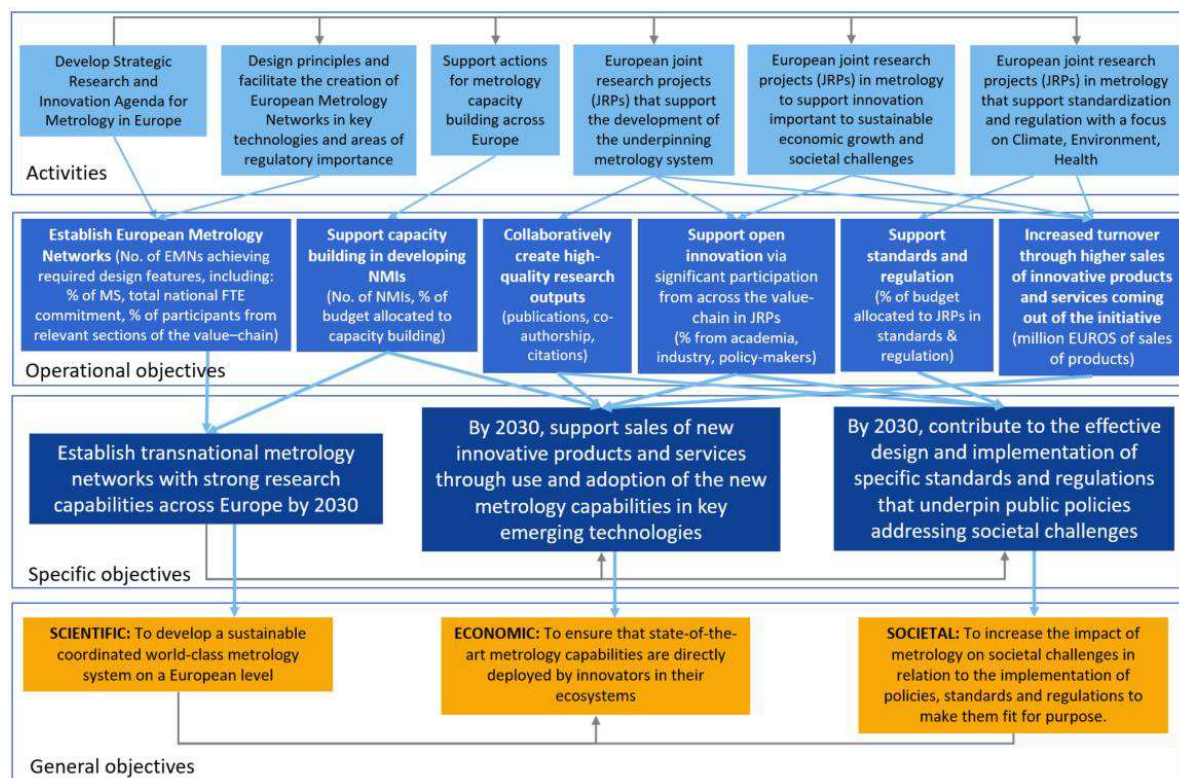 Develop Strategic
Research and
Innovation Agenda for
Metrology in Europe
Design principles and
facilitate the creation of
European Metrology
Networks in key
technologies and areas of
regulatory importance
Support actions
for metrology
capacity
building across
Europe
European joint
research projects
(JRPs) that support
the development of
the underpinning
metrology system
European joint research
projects (JRPs) in metrology
to support innovation
important to sustainable
economic growth and
societal challenges
European joint research
projects (JRPs) in metrology
that support standardization
and regulation with a focus
on Climate, Environment,
Health
Activities
Establish European Metrology
Networks (No. of EMNs achieving
required design features, including:
% of MS, total national FTE
commitment, % of participants from
relevant sections of the value–chain)
Support capacity
building in developing
NMIs
(No. of NMIs, % of
budget allocated to
capacity building)
Collaboratively
create high-
quality research
outputs
(publications, co-
authorship,
citations)
Support open
innovation via
significant participation
from across the value-
chain in JRPs
(% from academia,
industry, policy-makers)
Support
standards and
regulation
(% of budget
allocated to JRPs in
standards &
regulation)
Increased turnover
through higher sales
of innovative products
and services coming
out of the initiative
(million EUROS of sales
of products)
Operational objectives
Establish transnational metrology
networks with strong research
capabilities across Europe by 2030
By 2030, support sales of new
innovative products and services
through use and adoption of the new
metrology capabilities in key
emerging technologies
By 2030, contribute to the effective
design and implementation of
specific standards and regulations
that underpin public policies
addressing societal challenges
Specific objectives
SCIENTIFIC: To develop a sustainable
coordinated world-class metrology
system on a European level
ECONOMIC: To ensure that state-of-the-
art metrology capabilities are directly
deployed by innovators in their
ecosystems
SOCIETAL: To increase the impact of
metrology on societal challenges in
relation to the implementation of
policies, standards and regulations to
make them fit for purpose.
General objectives